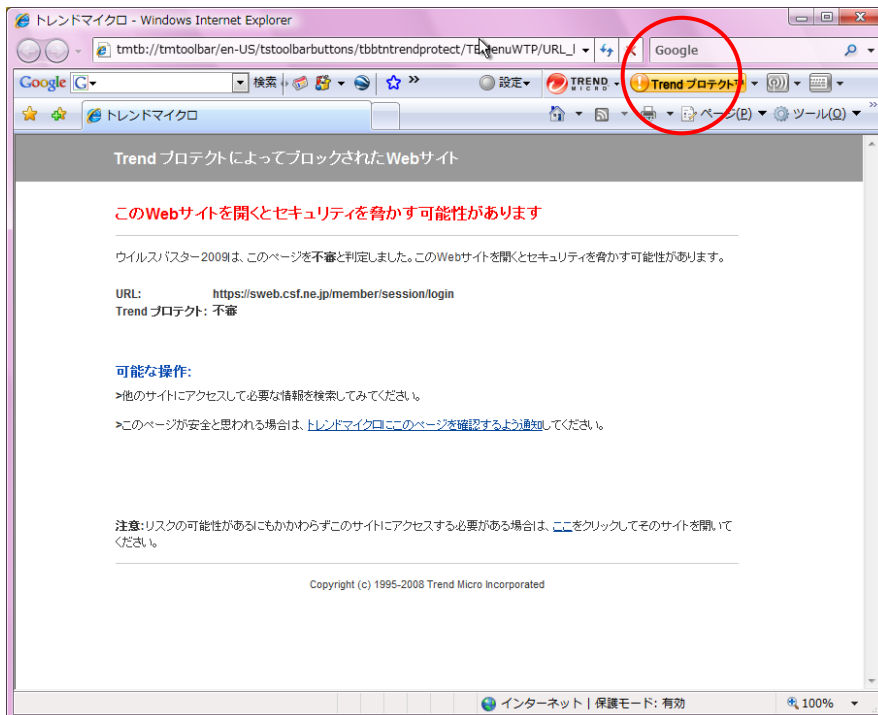 トレンドマイクロ - Windows Internet Explorer
tmtb://tmtoolbar/en-US/tstoolbarbuttons/tbbtntrendprotect/
Google
Google G 検索 » 設定 TREND MICRO Trend プロテクト
トレンドマイクロ ページ(P) ツール(O) »
Trend プロテクトによってブロックされたWebサイト
このWebサイトを開くとセキュリティを脅かす可能性があります
ウイルスバスター2009は、このページを不審と判定しました。このWebサイトを開くとセキュリティを脅かす可能性があります。
URL: https://sweb.csf.ne.jp/member/session/login
Trend プロテクト: 不審
可能な操作:
>他のサイトにアクセスして必要な情報を検索してみてください。
>このページが安全と思われる場合は、トレンドマイクロにこのページを確認するよう通知してください。
注意:リスクの可能性があるにもかかわらずこのサイトにアクセスする必要がある場合は、ここをクリックしてそのサイトを開いて
ください。
Copyright (c) 1995-2008 Trend Micro Incorporated
インターネット | 保護モード: 有効 100%